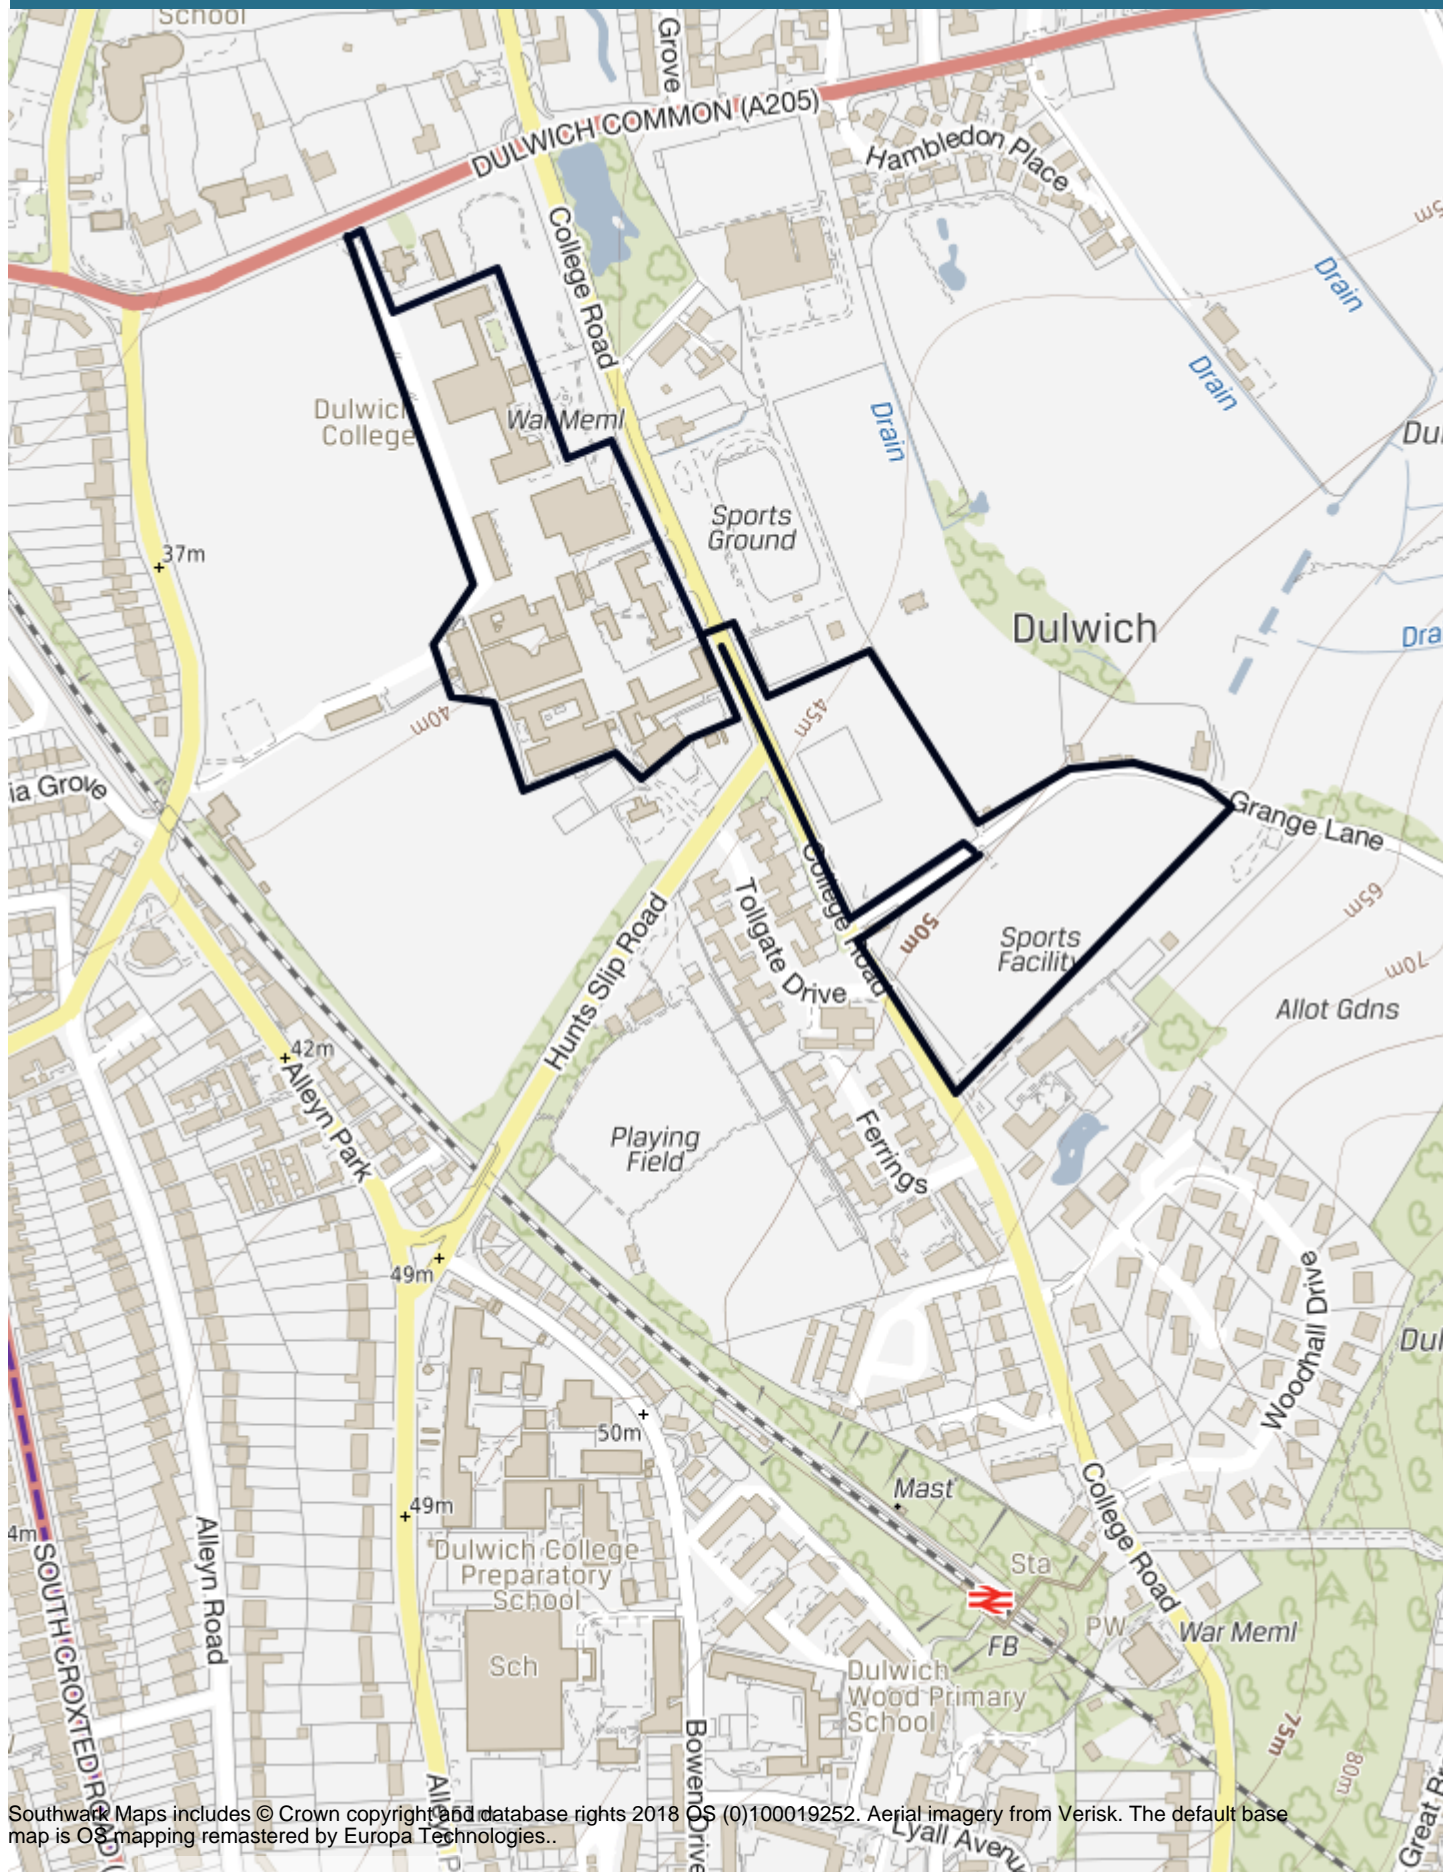 School
Grove
DULWICH COMMON (A205)
Hambledon Place
College Road
Drain
Drain
Drain
Dulwich
College
War Meml
Sports
Ground
37m
Dulwich
40m
45m
Grange Lane
College Road
Tollgate Drive
50m
Sports
Facility
65m
70m
Allot Gdns
Hunts Slip Road
42m
Alleyn Park
Playing
Field
Ferrings
49m
Woodhall Drive
50m
Mast
49m
College Road
Alleyn Road
Dulwich College
Preparatory
School
Sta
PW
War Meml
FB
Sch
Dulwich
Wood Primary
School
SOUTH CROXTED ROAD (
75m
80m
Bowen Drive
Southwark Maps includes © Crown copyright and database rights 2018 OS (0)100019252. Aerial imagery from Verisk. The default base
map is OS mapping remastered by Europa Technologies..